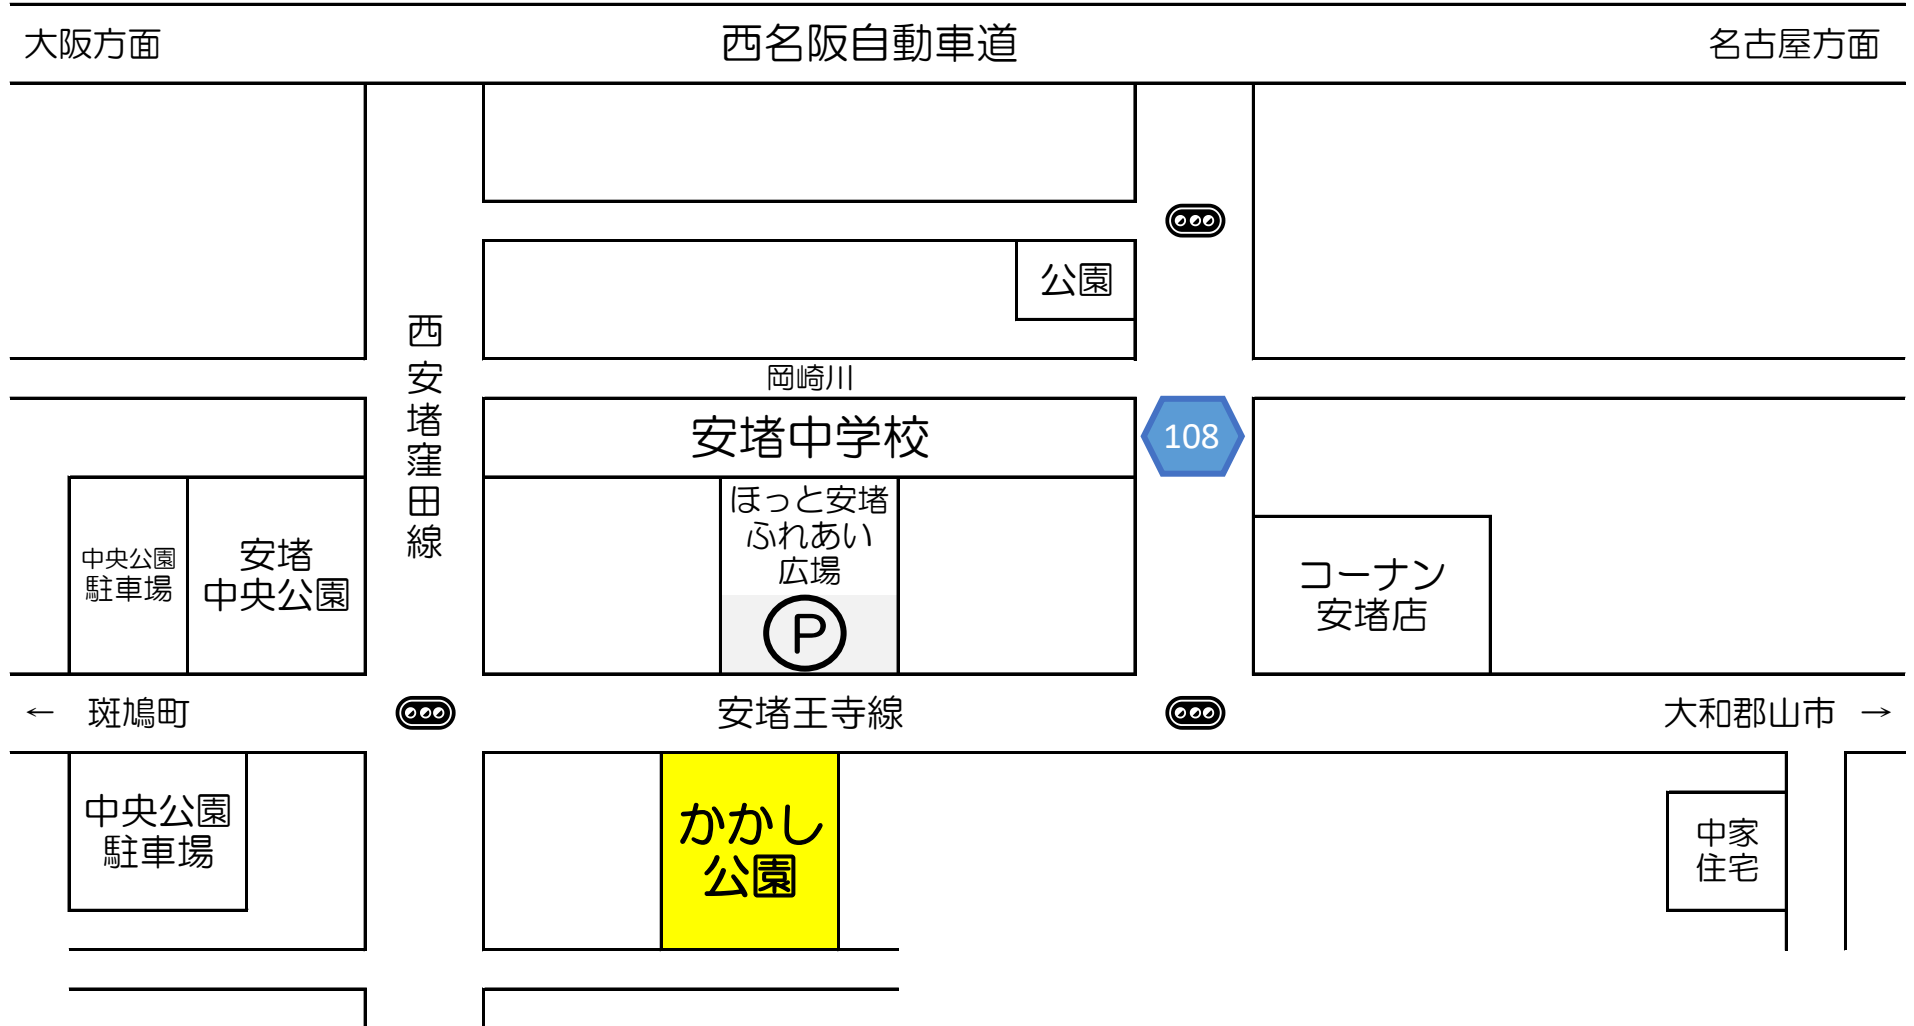 大阪方面
西名阪自動車道
名古屋方面
公園
西安堵窪田線
岡崎川
安堵中学校
108
ほっと安堵
ふれあい
広場
P
中央公園
駐車場
安堵
中央公園
コーナン
安堵店
← 斑鳩町
安堵王寺線
大和郡山市 →
中央公園
駐車場
かかし
公園
中家
住宅